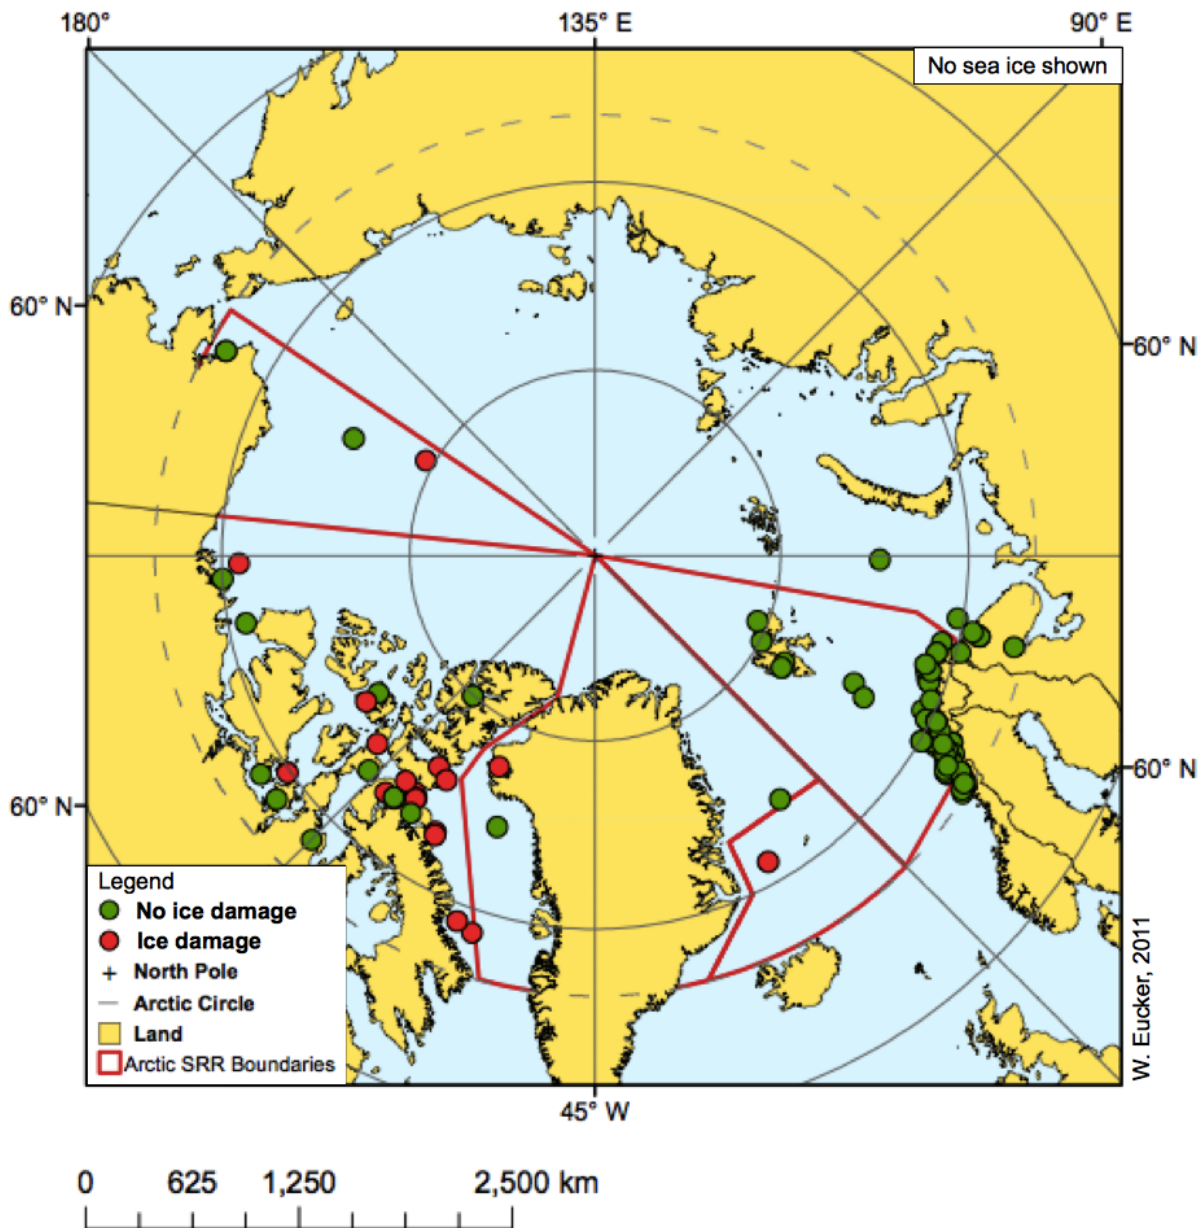 180°
135° E
90° E
No sea ice shown
60° N
60° N
60° N
60° N
Legend
No ice damage
Ice damage
North Pole
Arctic Circle
Land
Arctic SRR Boundaries
W. Eucker, 2011
45° W
0 625 1,250 2,500 km